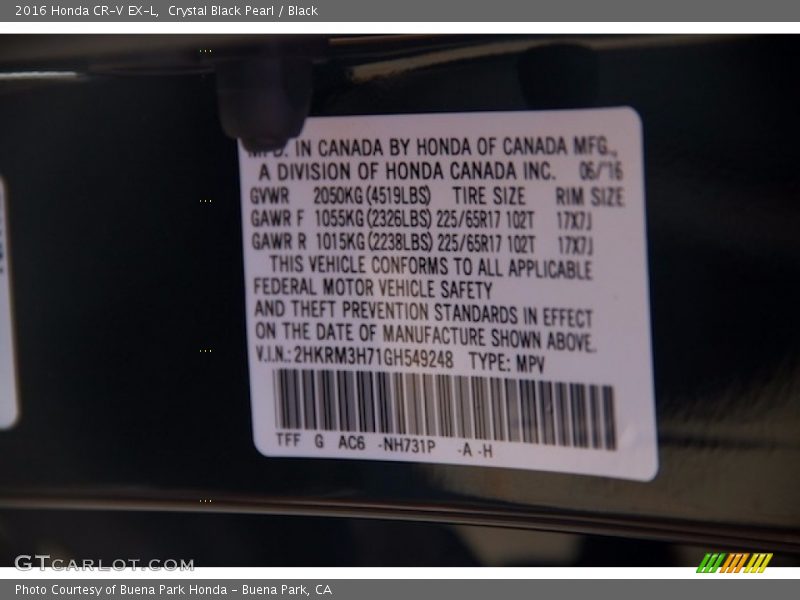 2016 Honda CR-V EX-L, Crystal Black Pearl / Black
MFD. IN CANADA BY HONDA OF CANADA MFG.,
A DIVISION OF HONDA CANADA INC. 06/16
GVWR 2050KG (4519LBS) TIRE SIZE RIM SIZE
GAWR F 1055KG (2326LBS) 225/65R17 102T 17X7J
GAWR R 1015KG (2238LBS) 225/65R17 102T 17X7J
THIS VEHICLE CONFORMS TO ALL APPLICABLE
FEDERAL MOTOR VEHICLE SAFETY
AND THEFT PREVENTION STANDARDS IN EFFECT
ON THE DATE OF MANUFACTURE SHOWN ABOVE.
V.I.N.: 2HKRM3H71GH549248 TYPE: MPV
TFF G AC6 -NH731P -A -H
GTCARLOT.COM
Photo Courtesy of Buena Park Honda - Buena Park, CA